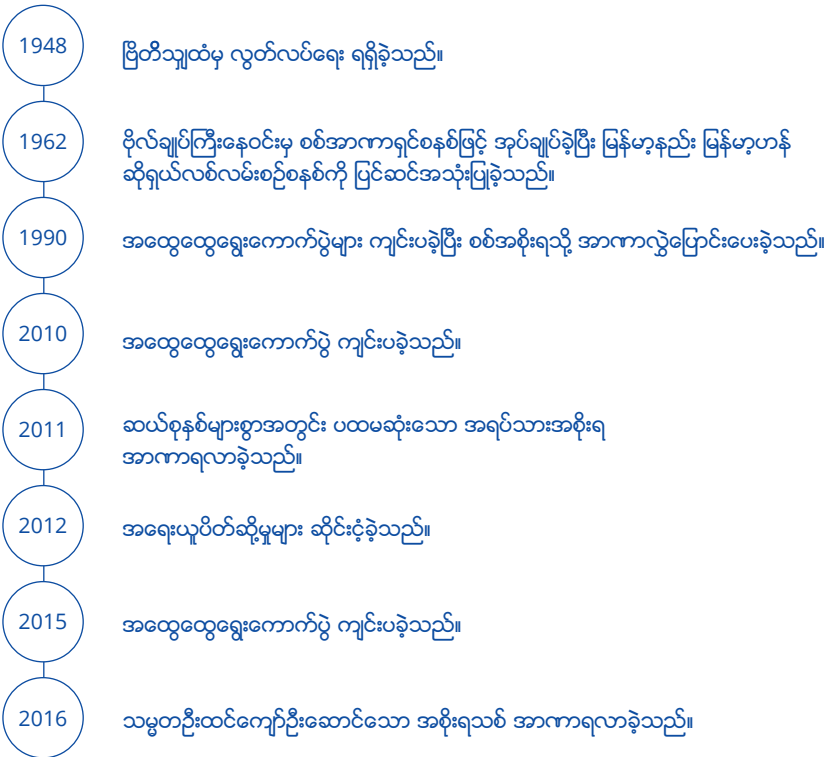 1948
ဗြိတိသျှထံမှ လွတ်လပ်ရေး ရရှိခဲ့သည်။
1962
ဗိုလ်ချုပ်ကြီးနေဝင်းမှ စစ်အာဏာရှင်စနစ်ဖြင့် အုပ်ချုပ်ခဲ့ပြီး မြန်မာ့နည်း မြန်မာ့ဟန်
ဆိုရှယ်လစ်လမ်းစဉ်စနစ်ကို ပြင်ဆင်အသုံးပြုခဲ့သည်။
1990
အထွေထွေရွေးကောက်ပွဲများ ကျင်းပခဲ့ပြီး စစ်အစိုးရသို့ အာဏာလွှဲပြောင်းပေးခဲ့သည်။
2010
အထွေထွေရွေးကောက်ပွဲ ကျင်းပခဲ့သည်။
2011
ဆယ်စုနှစ်များစွာအတွင်း ပထမဆုံးသော အရပ်သားအစိုးရ
အာဏာရလာခဲ့သည်။
2012
အရေးယူပိတ်ဆို့မှုများ ဆိုင်းငံ့ခဲ့သည်။
2015
အထွေထွေရွေးကောက်ပွဲ ကျင်းပခဲ့သည်။
2016
သမ္မတဦးထင်ကျော်ဦးဆောင်သော အစိုးရသစ် အာဏာရလာခဲ့သည်။